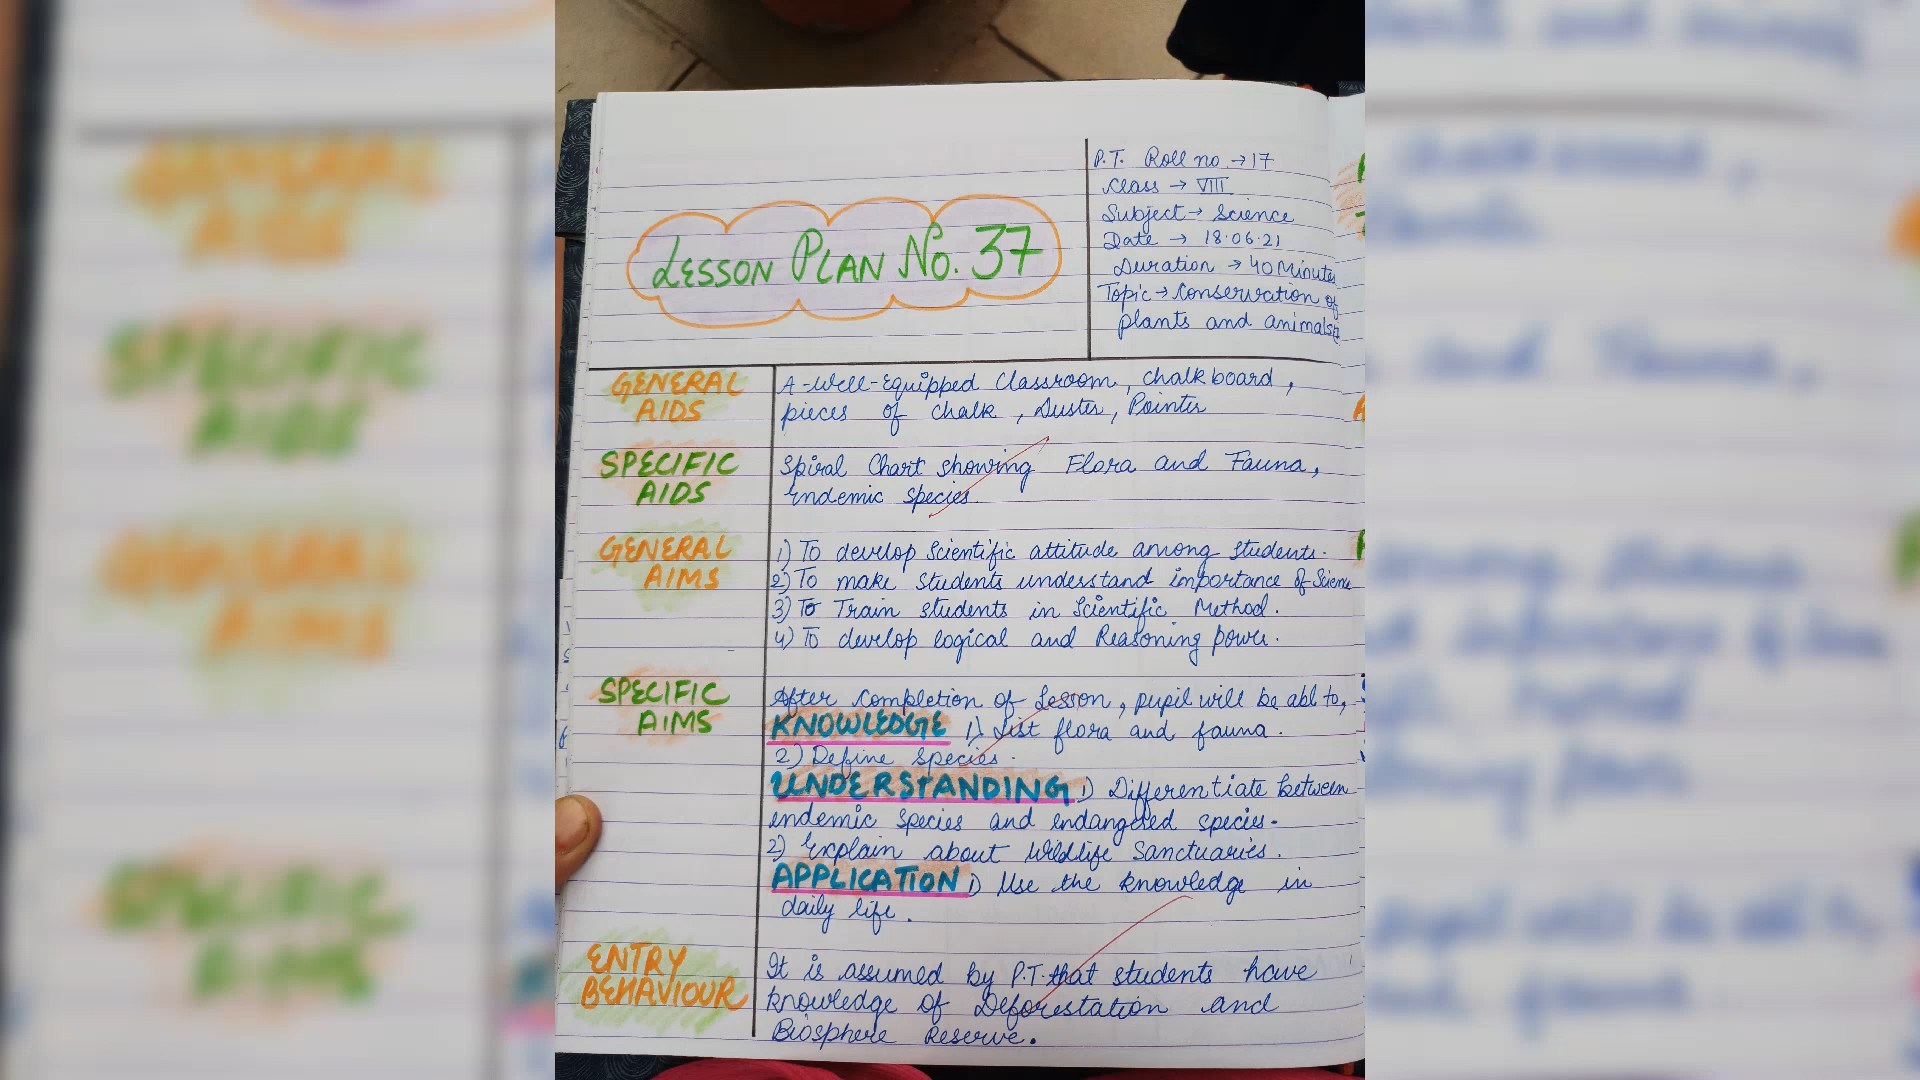 LESSON PLAN NO. 37
P.T. Roll no → 17
Class → VIII
Subject → Science
Date → 18.06.21
Duration → 40 Minutes
Topic → Conservation of
plants and animals
GENERAL AIDS
A-Well-Equipped Classroom, Chalkboard,
pieces of chalk, Duster, Pointer
SPECIFIC AIDS
Spiral Chart showing Flora and Fauna,
Endemic species.
GENERAL AIMS
1) To develop Scientific attitude among students.
2) To make students understand importance of Science
3) To Train students in Scientific Method.
4) To develop logical and Reasoning power.
SPECIFIC AIMS
After Completion of Lesson, pupil will be able to,
KNOWLEDGE 1) List flora and fauna.
2) Define Species.
UNDERSTANDING 1) Differentiate between
endemic species and endangered species.
2) Explain about Wildlife Sanctuaries.
APPLICATION 1) Use the knowledge in
daily life.
ENTRY BEHAVIOUR
It is assumed by P.T. that students have
knowledge of Deforestation and
Biosphere Reserve.